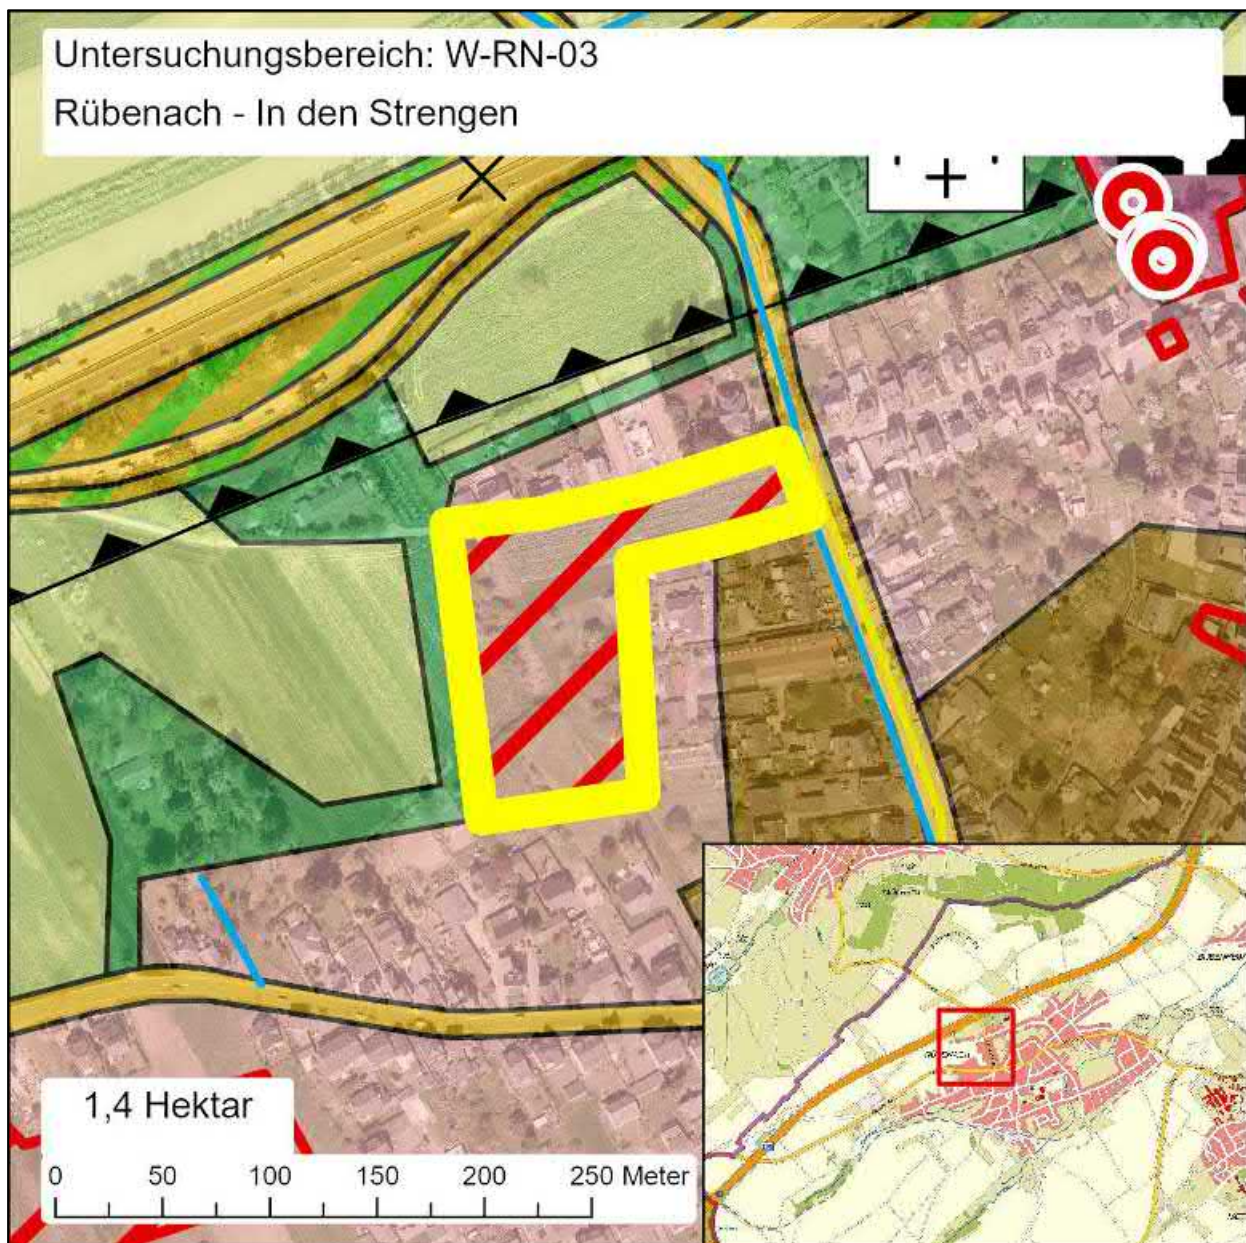 Untersuchungsbereich: W-RN-03
Rübenach - In den Strengen
1,4 Hektar
0 50 100 150 200 250 Meter